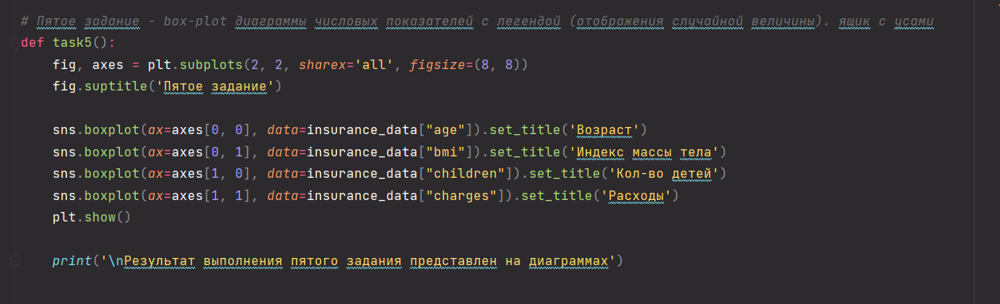 # Пятое задание - box-plot диаграммы числовых показателей с легендой (отображения случайной величины). ящик с усами
def task5():
    fig, axes = plt.subplots(2, 2, sharex='all', figsize=(8, 8))
    fig.suptitle('Пятое задание')
    sns.boxplot(ax=axes[0, 0], data=insurance_data["age"]).set_title('Возраст')
    sns.boxplot(ax=axes[0, 1], data=insurance_data["bmi"]).set_title('Индекс массы тела')
    sns.boxplot(ax=axes[1, 0], data=insurance_data["children"]).set_title('Кол-во детей')
    sns.boxplot(ax=axes[1, 1], data=insurance_data["charges"]).set_title('Расходы')
    plt.show()
    print('\nРезультат выполнения пятого задания представлен на диаграммах')